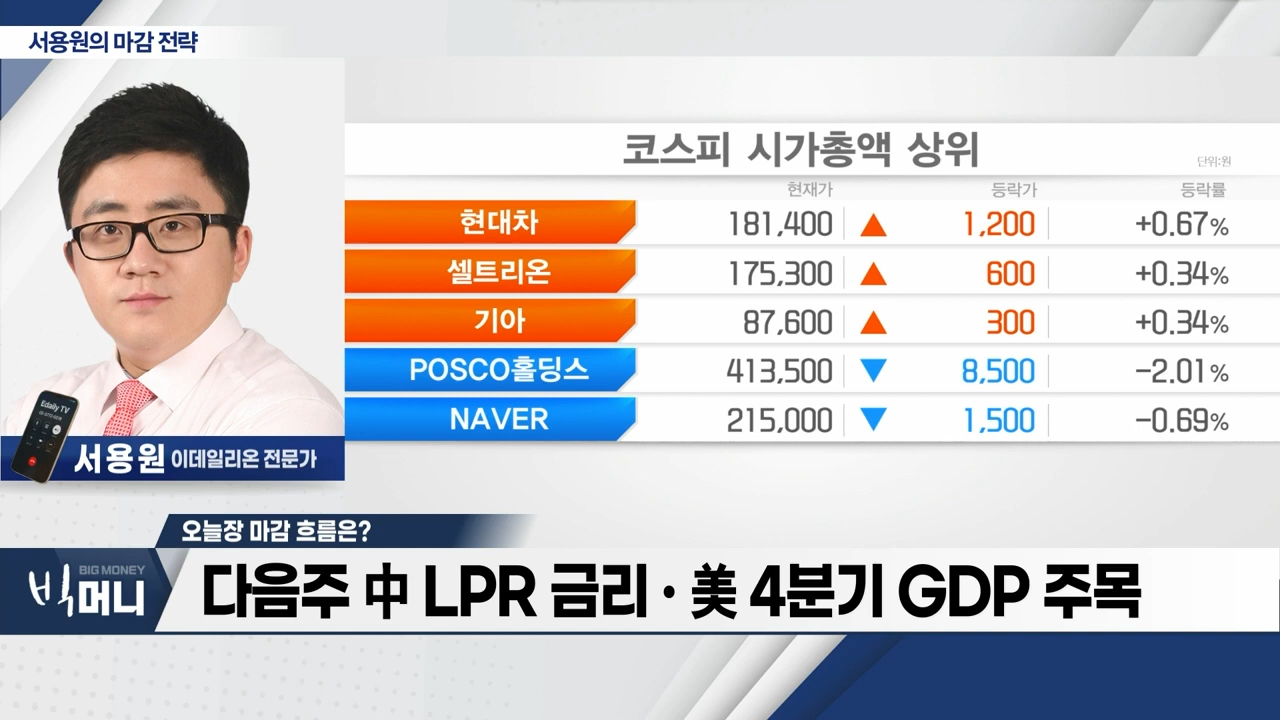 서용원의 마감 전략
코스피 시가총액 상위
단위:원
현재가 등락가 등락률
현대차 181,400 ▲ 1,200 +0.67%
셀트리온 175,300 ▲ 600 +0.34%
기아 87,600 ▲ 300 +0.34%
POSCO홀딩스 413,500 ▼ 8,500 -2.01%
NAVER 215,000 ▼ 1,500 -0.69%
Edaily TV
서용원 이데일리온 전문가
오늘장 마감 흐름은?
BIG MONEY
빅머니
다음주 中 LPR 금리·美 4분기 GDP 주목